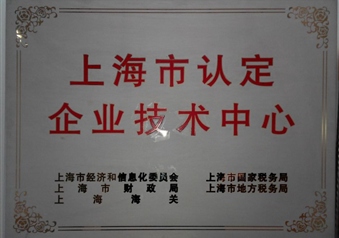 上海市认定
企业技术中心
上海市经济和信息化委员会 上海市国家税务局
上海市财政局 上海市地方税务局
上海海关